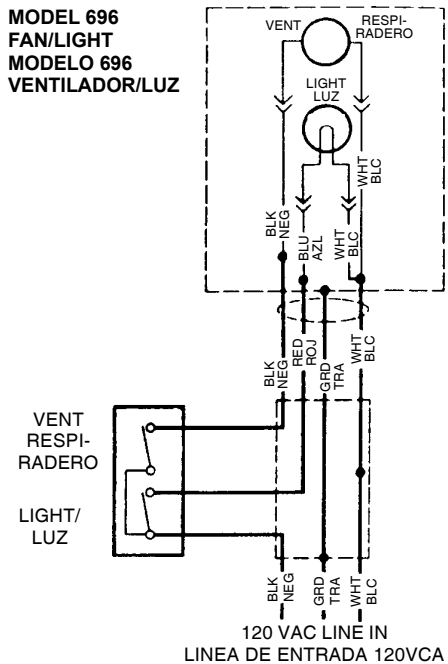 MODEL 696
FAN/LIGHT
MODELO 696
VENTILADOR/LUZ
VENT
RESPI-
RADERO
LIGHT
LUZ
WHT
BLC
BLK
NEG
BLU
AZL
WHT
BLC
BLK
NEG
RED
ROJ
GRD
TRA
WHT
BLC
VENT
RESPI-
RADERO
LIGHT/
LUZ
BLK
NEG
GRD
TRA
WHT
BLC
120 VAC LINE IN
LINEA DE ENTRADA 120VCA